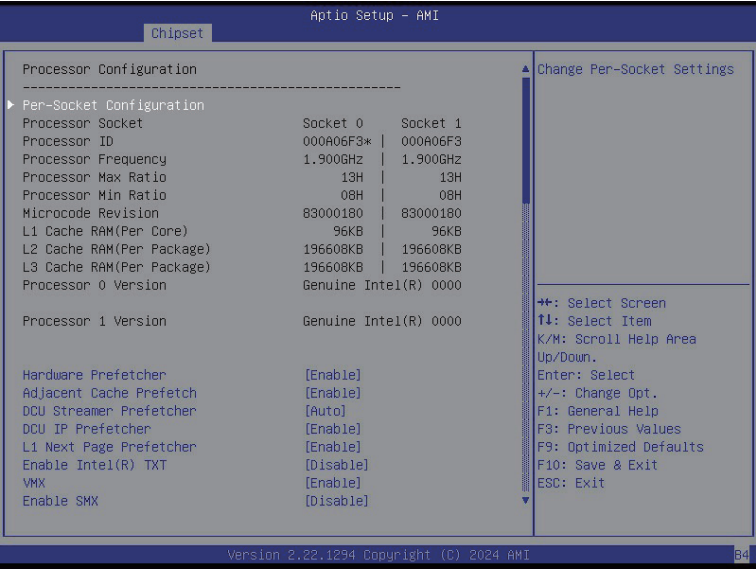 Aptio Setup – AMI
Chipset
Processor Configuration
--------------------------------------------------
Per-Socket Configuration
Processor Socket Socket 0 Socket 1
Processor ID 000A06F3* | 000A06F3
Processor Frequency 1.900GHz | 1.900GHz
Processor Max Ratio 13H | 13H
Processor Min Ratio 08H | 08H
Microcode Revision 83000180 | 83000180
L1 Cache RAM(Per Core) 96KB | 96KB
L2 Cache RAM(Per Package) 196608KB | 196608KB
L3 Cache RAM(Per Package) 196608KB | 196608KB
Processor 0 Version Genuine Intel(R) 0000
Processor 1 Version Genuine Intel(R) 0000
Hardware Prefetcher [Enable]
Adjacent Cache Prefetch [Enable]
DCU Streamer Prefetcher [Auto]
DCU IP Prefetcher [Enable]
L1 Next Page Prefetcher [Enable]
Enable Intel(R) TXT [Disable]
VMX [Enable]
Enable SMX [Disable]
Change Per-Socket Settings
→←: Select Screen
↑↓: Select Item
K/M: Scroll Help Area
Up/Down.
Enter: Select
+/-: Change Opt.
F1: General Help
F3: Previous Values
F9: Optimized Defaults
F10: Save & Exit
ESC: Exit
Version 2.22.1294 Copyright (C) 2024 AMI
B4